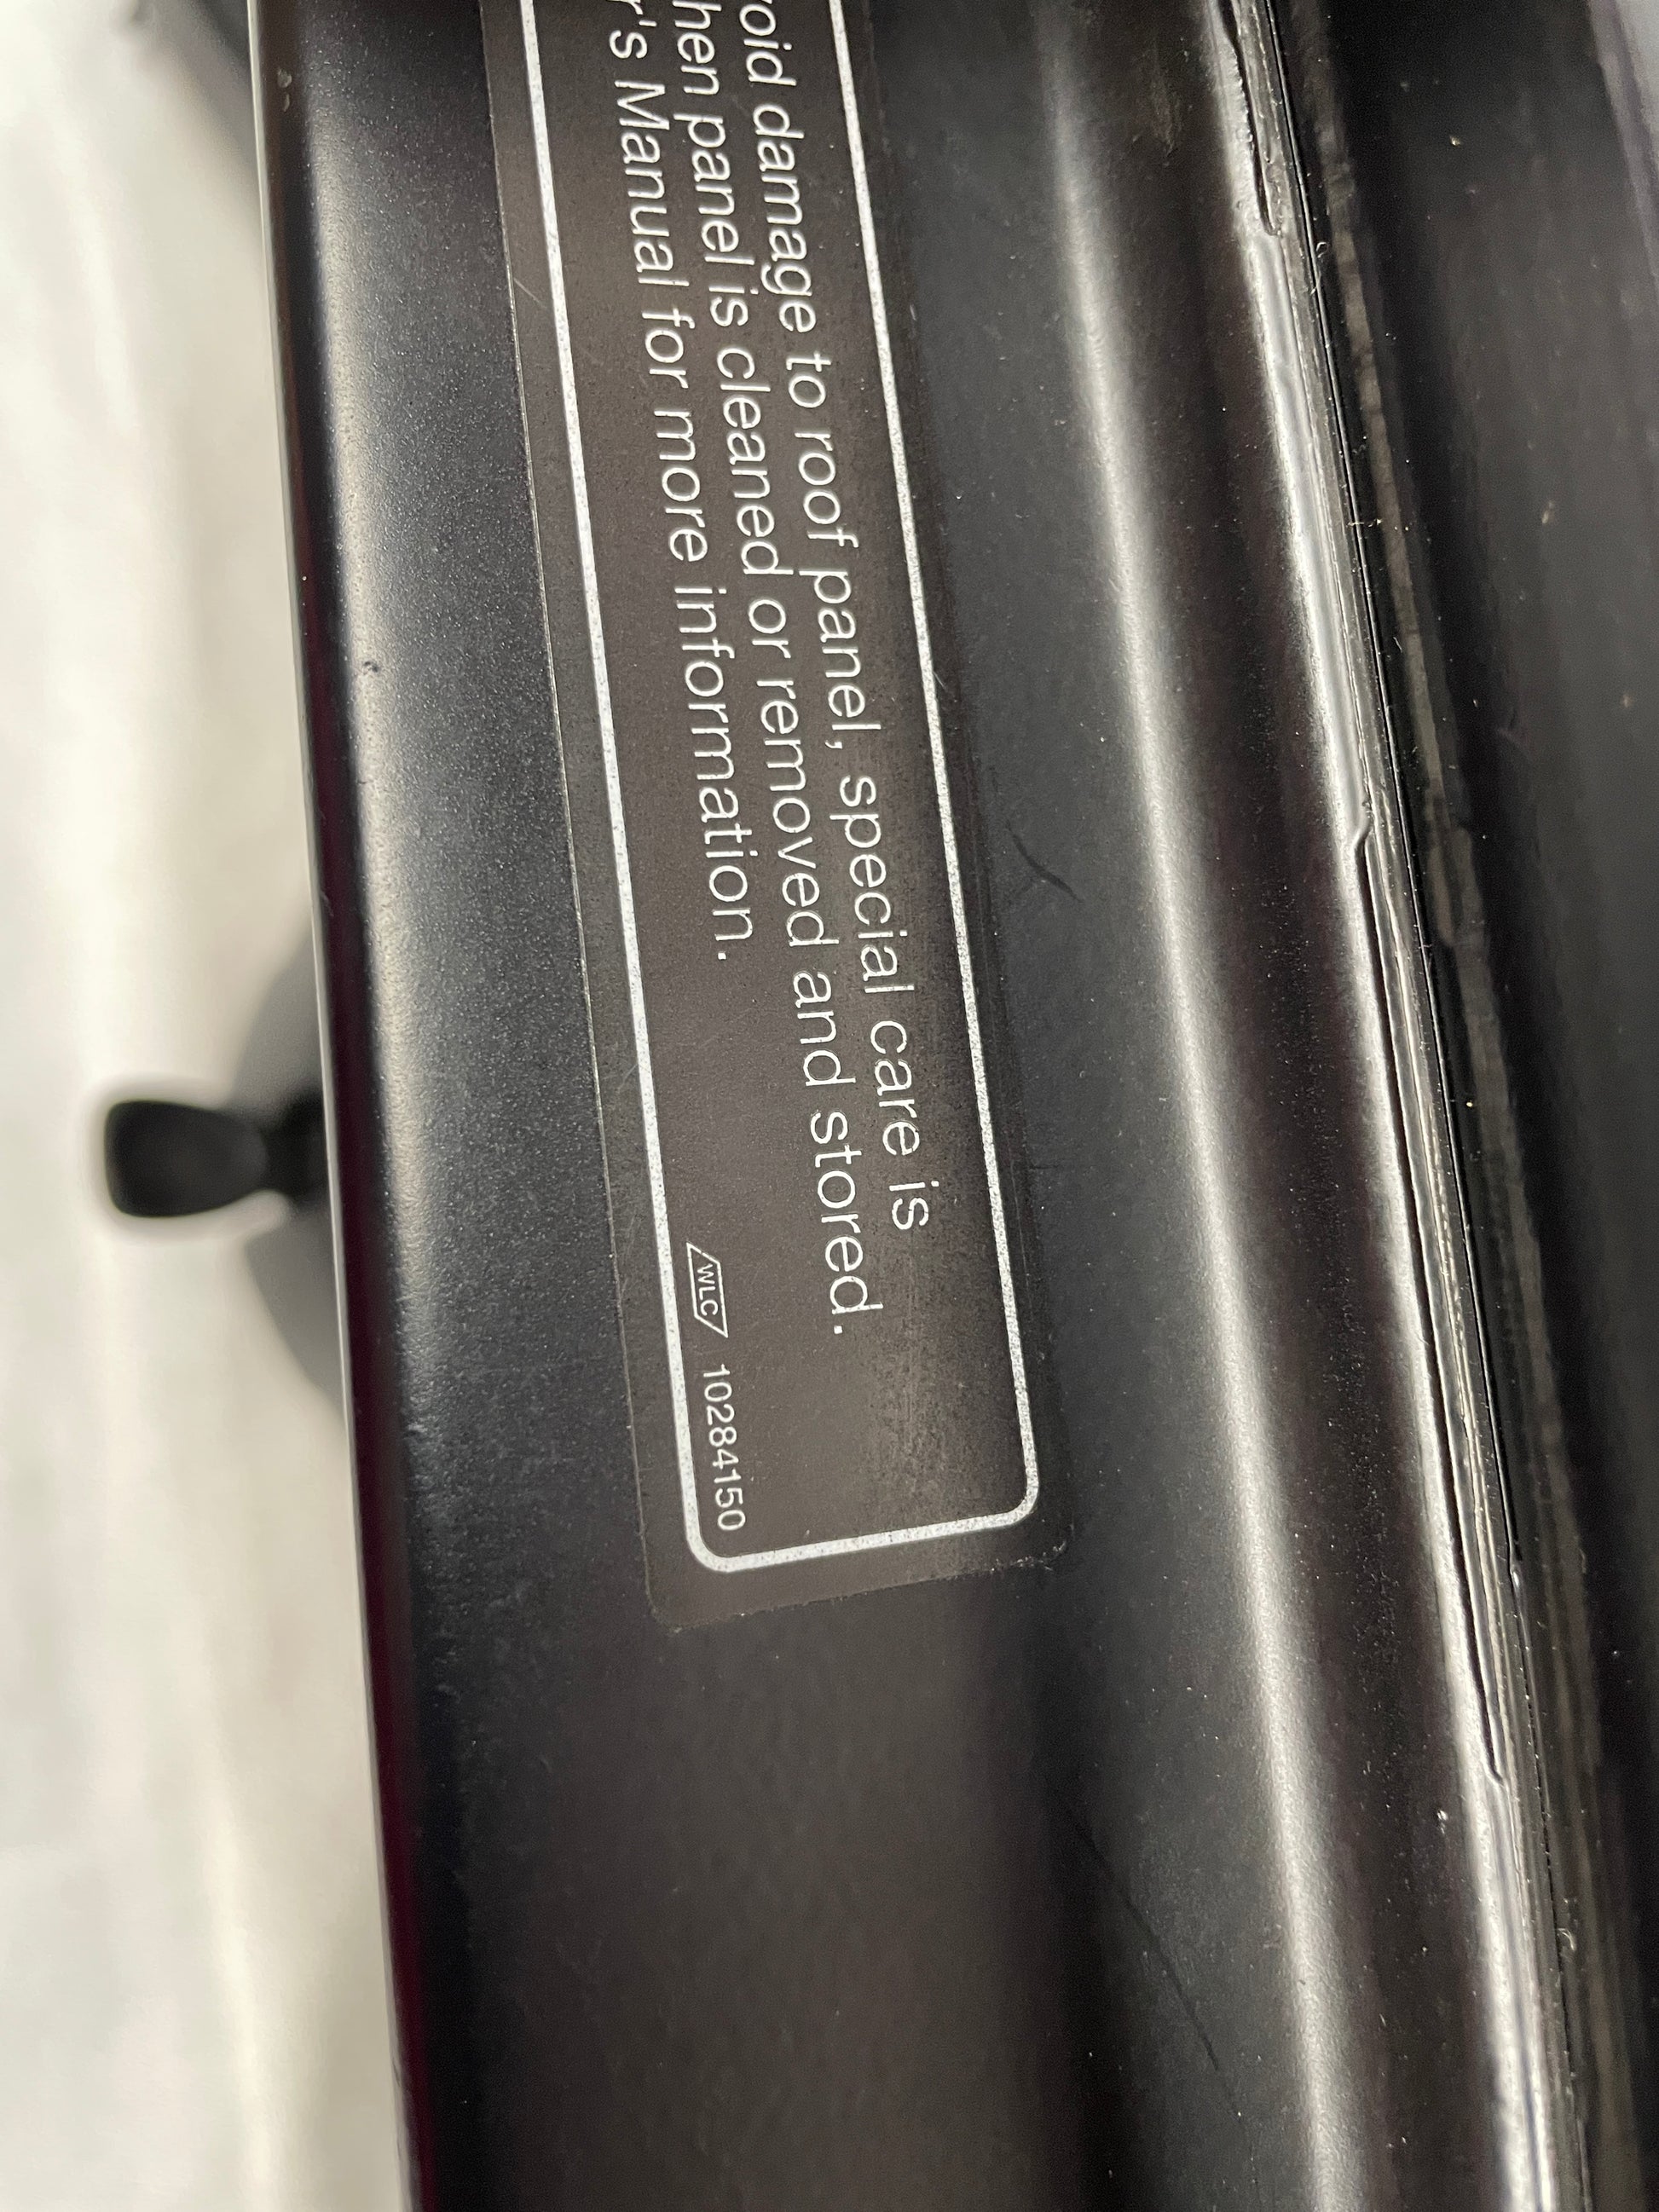 void damage to roof panel, special care is
hen panel is cleaned or removed and stored.
r's Manual for more information.
WLC 10284150